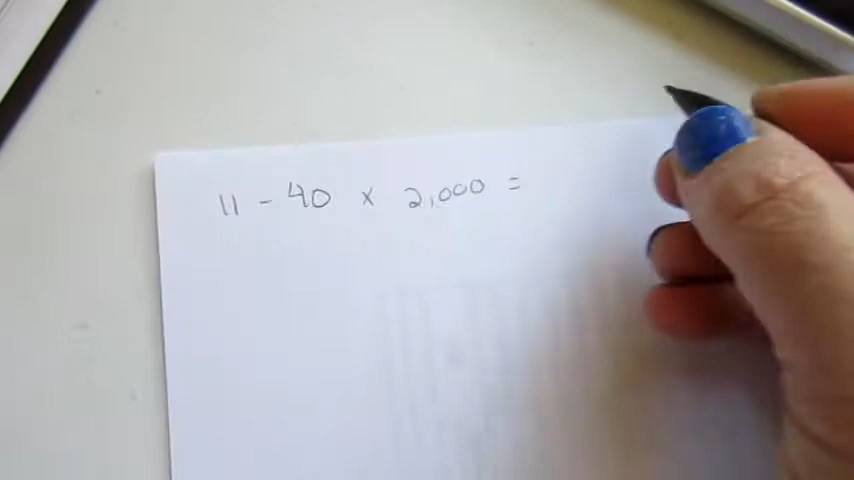 11 - 40 x 2,000 =